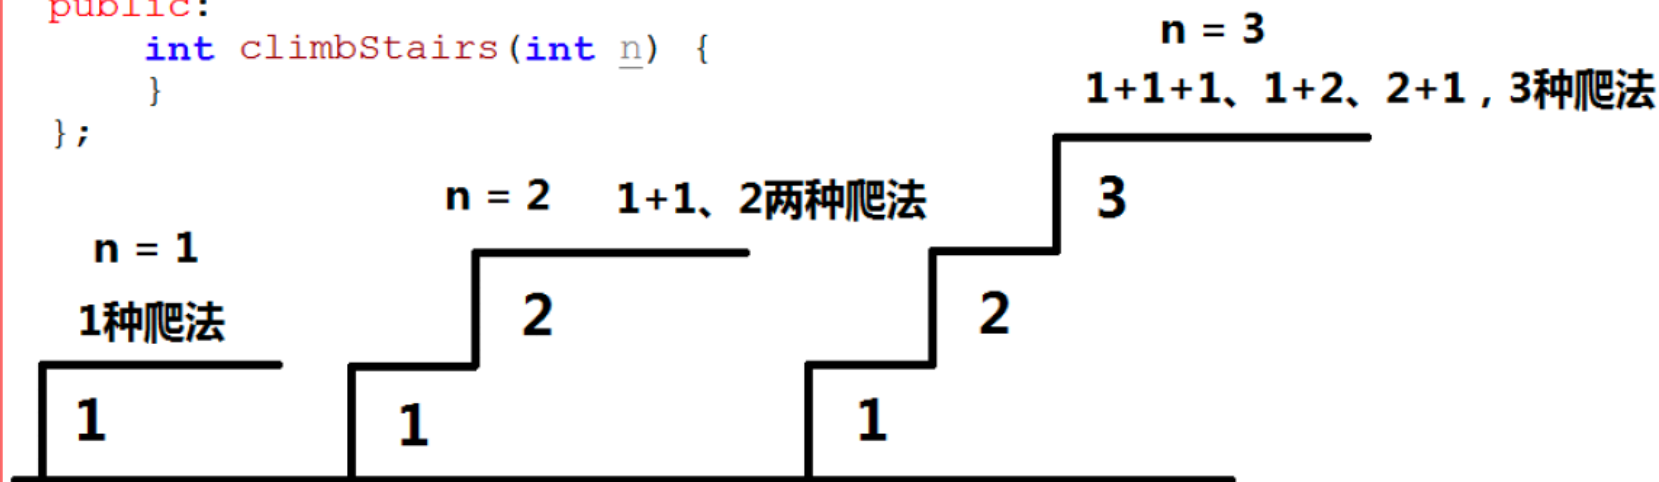 public:
int climbStairs(int n) {
}
};
n = 1
1种爬法
1
n = 2
1+1、2两种爬法
2
1
n = 3
1+1+1、1+2、2+1，3种爬法
3
2
1